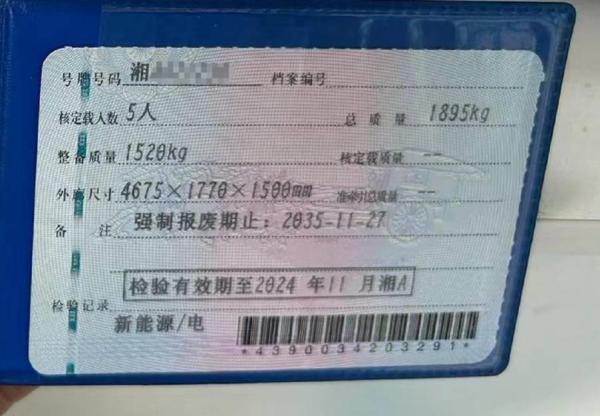 号牌号码 湘 档案编号
核定载人数 5人 总质量 1895kg
整备质量 1520kg 核定载质量 --
外廓尺寸 4675×1770×1500mm 准牵引总质量 --
备注 强制报废期止：2035-11-27
检验记录 检验有效期至2024 年11 月湘A
新能源/电
*4390034203291*